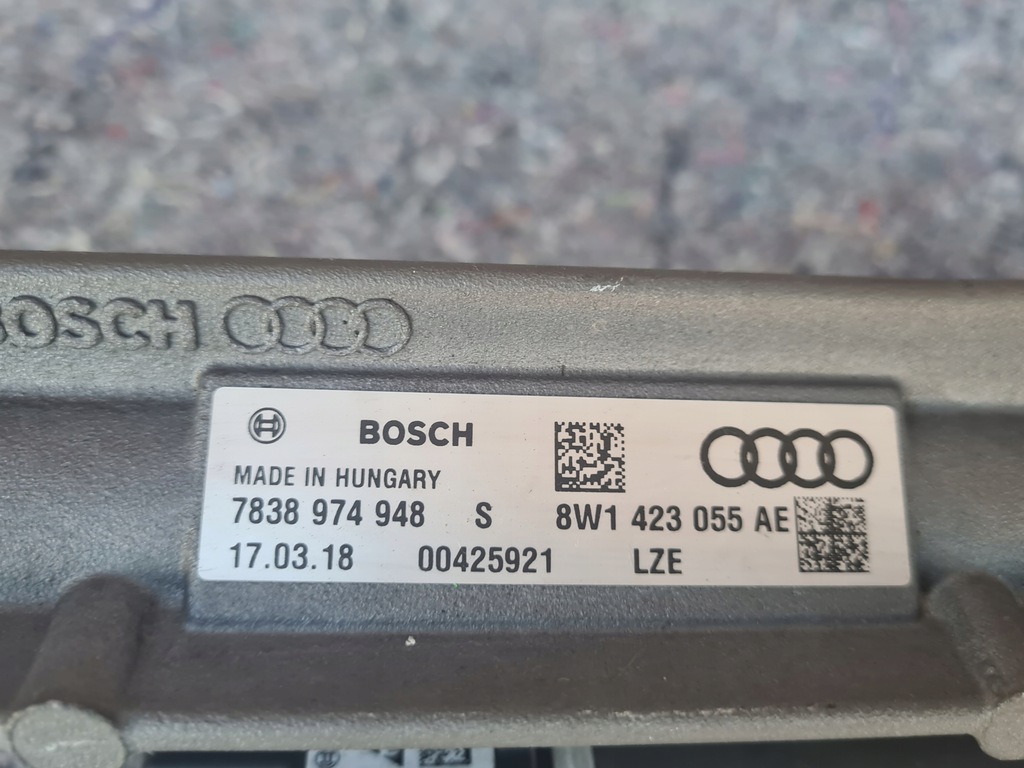 BOSCH
BOSCH
MADE IN HUNGARY
7838 974 948 S 8W1 423 055 AE
17.03.18 00425921 LZE